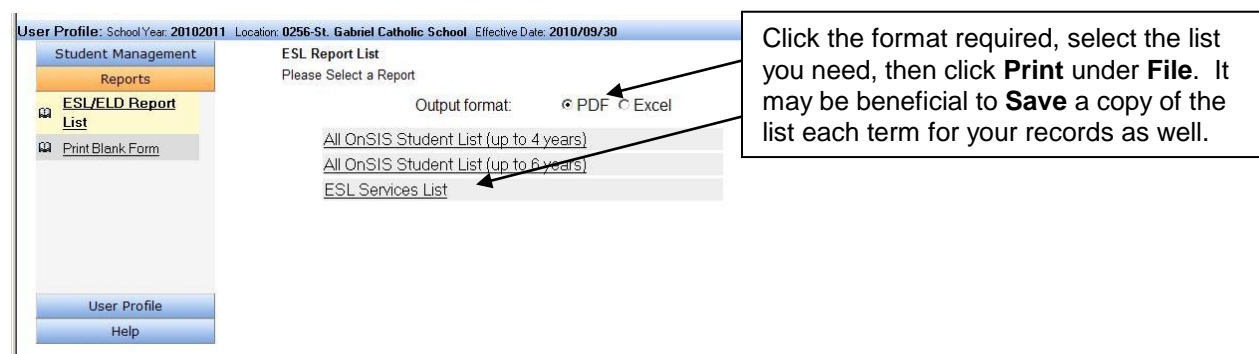 User Profile: School Year: 20102011 Location: 0256-St. Gabriel Catholic School Effective Date: 2010/09/30
Student Management
Reports
ESL/ELD Report
List
Print Blank Form
User Profile
Help
ESL Report List
Please Select a Report
Output format: PDF Excel
All OnSIS Student List (up to 4 years)
All OnSIS Student List (up to 6 years)
ESL Services List
Click the format required, select the list
you need, then click Print under File. It
may be beneficial to Save a copy of the
list each term for your records as well.